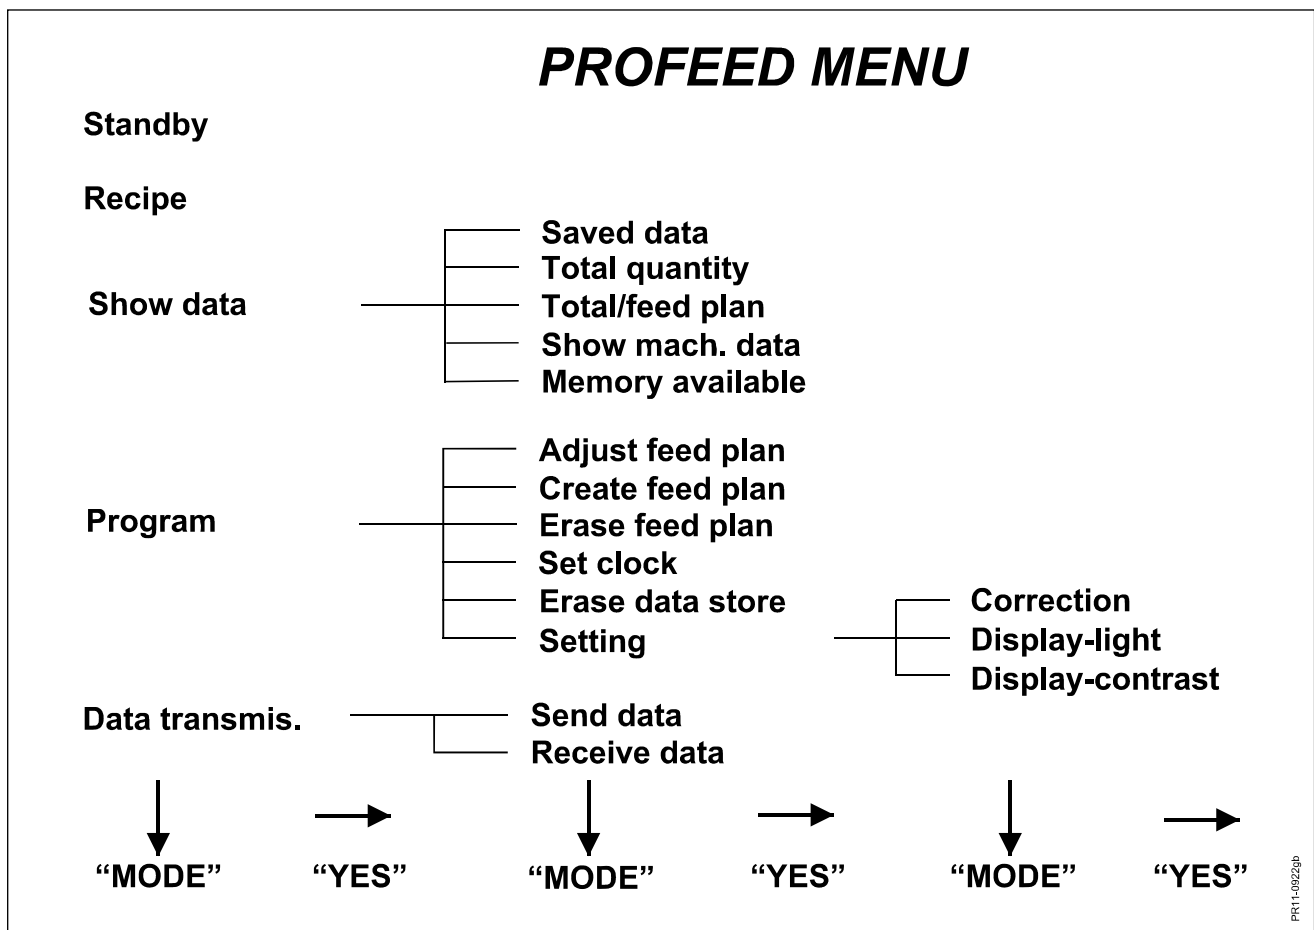 PROFEED MENU
Standby
Recipe
Show data
Saved data
Total quantity
Total/feed plan
Show mach. data
Memory available
Program
Adjust feed plan
Create feed plan
Erase feed plan
Set clock
Erase data store
Setting
Correction
Display-light
Display-contrast
Data transmis.
Send data
Receive data
“MODE” “YES” “MODE” “YES” “MODE” “YES”
PR11-0922gb